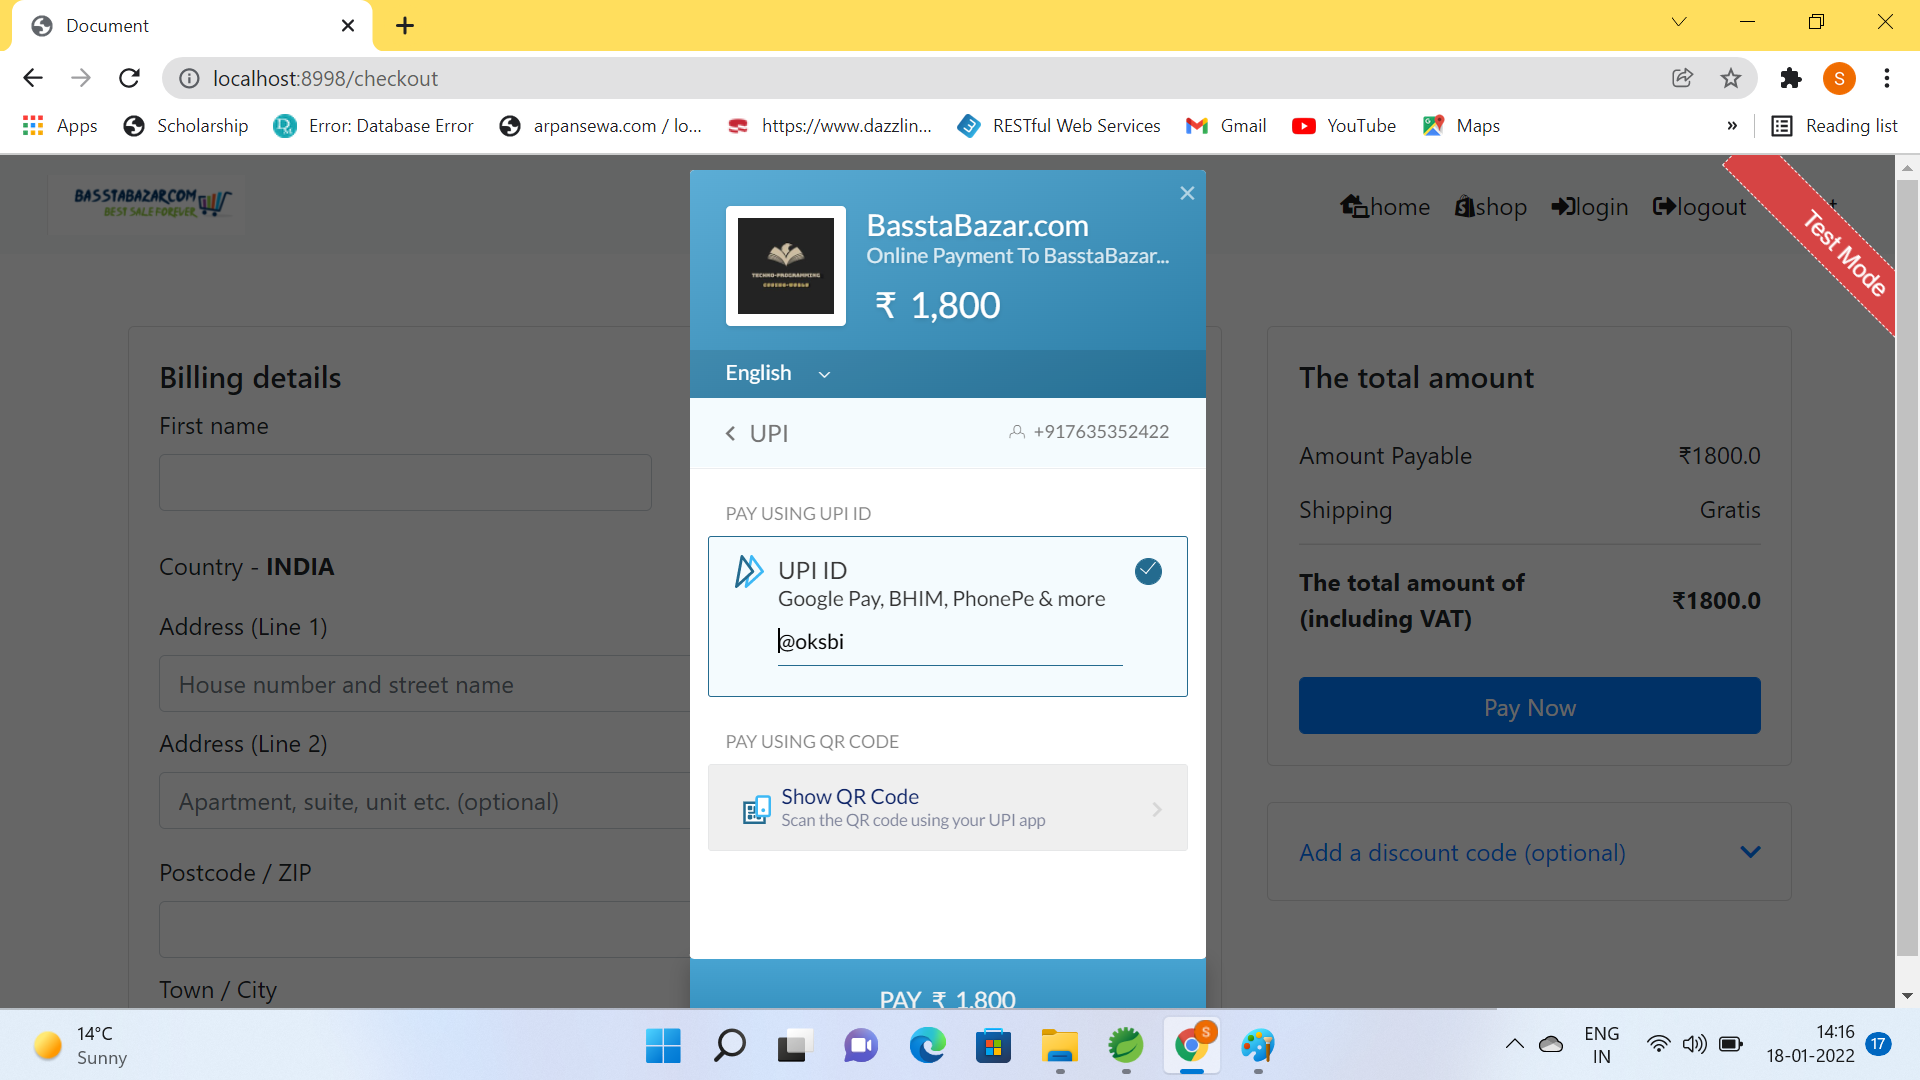 Document
localhost:8998/checkout
Apps
Scholarship
Error: Database Error
arpansewa.com / lo...
https://www.dazzlin...
RESTful Web Services
Gmail
YouTube
Maps
»
Reading list
BASSTABAZAR.COM
BEST SALE FOREVER
home
shop
login
logout
Test Mode
BasstaBazar.com
Online Payment To BasstaBazar...
₹ 1,800
TECHNO-PROGRAMMING
English
UPI
+917635352422
PAY USING UPI ID
UPI ID
Google Pay, BHIM, PhonePe & more
@oksbi
PAY USING QR CODE
Show QR Code
Scan the QR code using your UPI app
PAY ₹ 1,800
Billing details
First name
Country - INDIA
Address (Line 1)
House number and street name
Address (Line 2)
Apartment, suite, unit etc. (optional)
Postcode / ZIP
Town / City
The total amount
Amount Payable ₹1800.0
Shipping Gratis
The total amount of
(including VAT) ₹1800.0
Pay Now
Add a discount code (optional)
14°C
Sunny
S
S
ENG
IN
14:16
18-01-2022
17